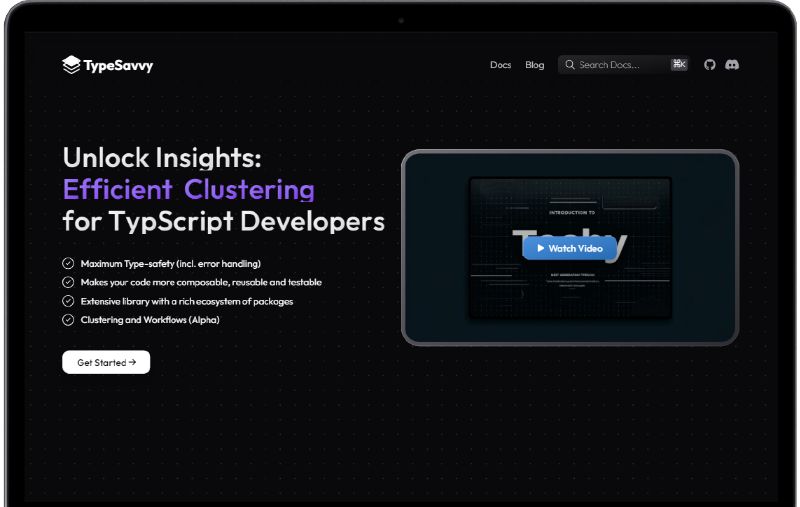 TypeSavvy
Docs
Blog
Search Docs...
⌘K
Unlock Insights:
Efficient Clustering
for TypScript Developers
Maximum Type-safety (incl. error handling)
Makes your code more composable, reusable and testable
Extensive library with a rich ecosystem of packages
Clustering and Workflows (Alpha)
Get Started →
INTRODUCTION TO
Watch Video